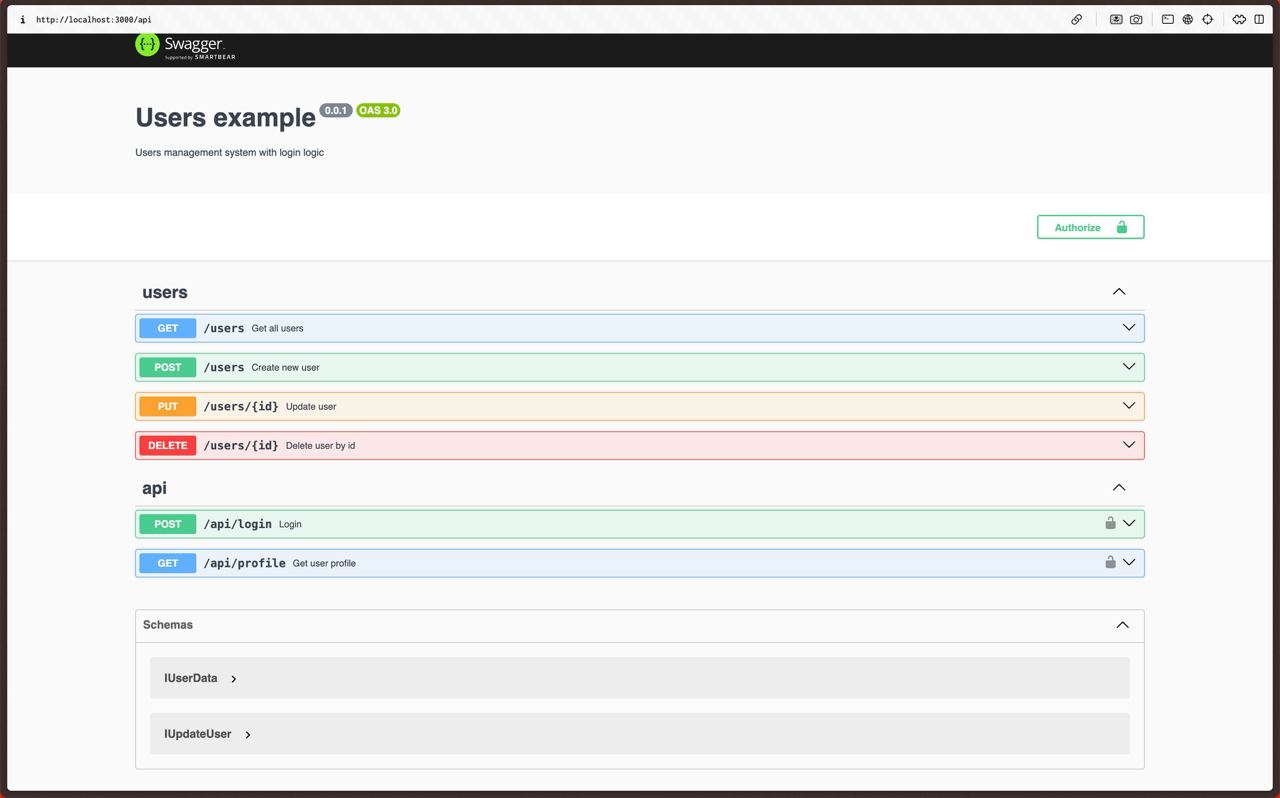 http://localhost:3000/api
Swagger.
Supported by SMARTBEAR
Users example 0.0.1 OAS 3.0
Users management system with login logic
Authorize
users
GET /users Get all users
POST /users Create new user
PUT /users/{id} Update user
DELETE /users/{id} Delete user by id
api
POST /api/login Login
GET /api/profile Get user profile
Schemas
IUserData
IUpdateUser